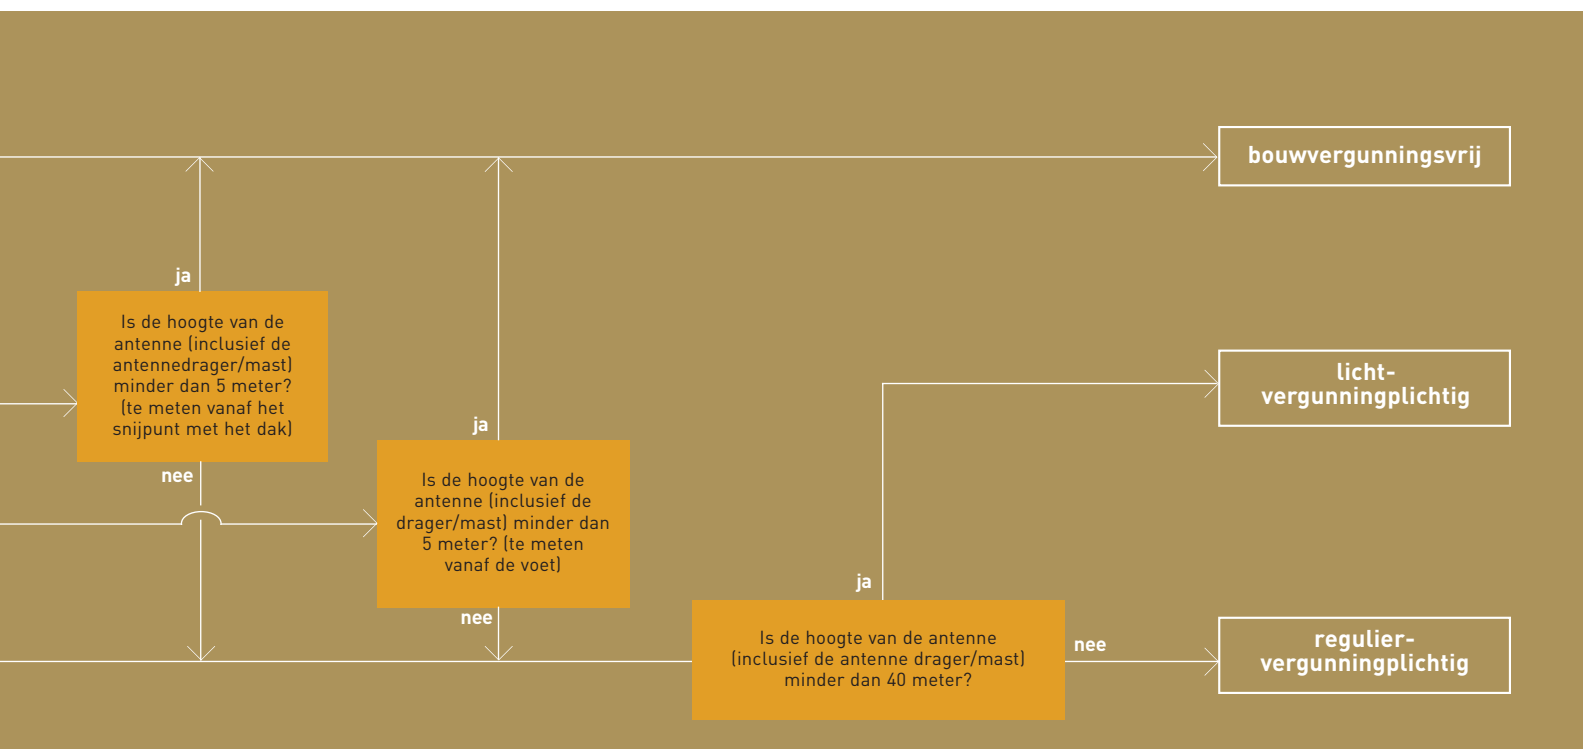 bouwvergunningsvrij
ja
Is de hoogte van de
antenne (inclusief de
antennedrager/mast)
minder dan 5 meter?
(te meten vanaf het
snijpunt met het dak)
nee
ja
Is de hoogte van de
antenne (inclusief de
drager/mast) minder dan
5 meter? (te meten
vanaf de voet)
nee
licht-
vergunningplichtig
ja
Is de hoogte van de antenne
(inclusief de antenne drager/mast)
minder dan 40 meter?
nee
regulier-
vergunningplichtig